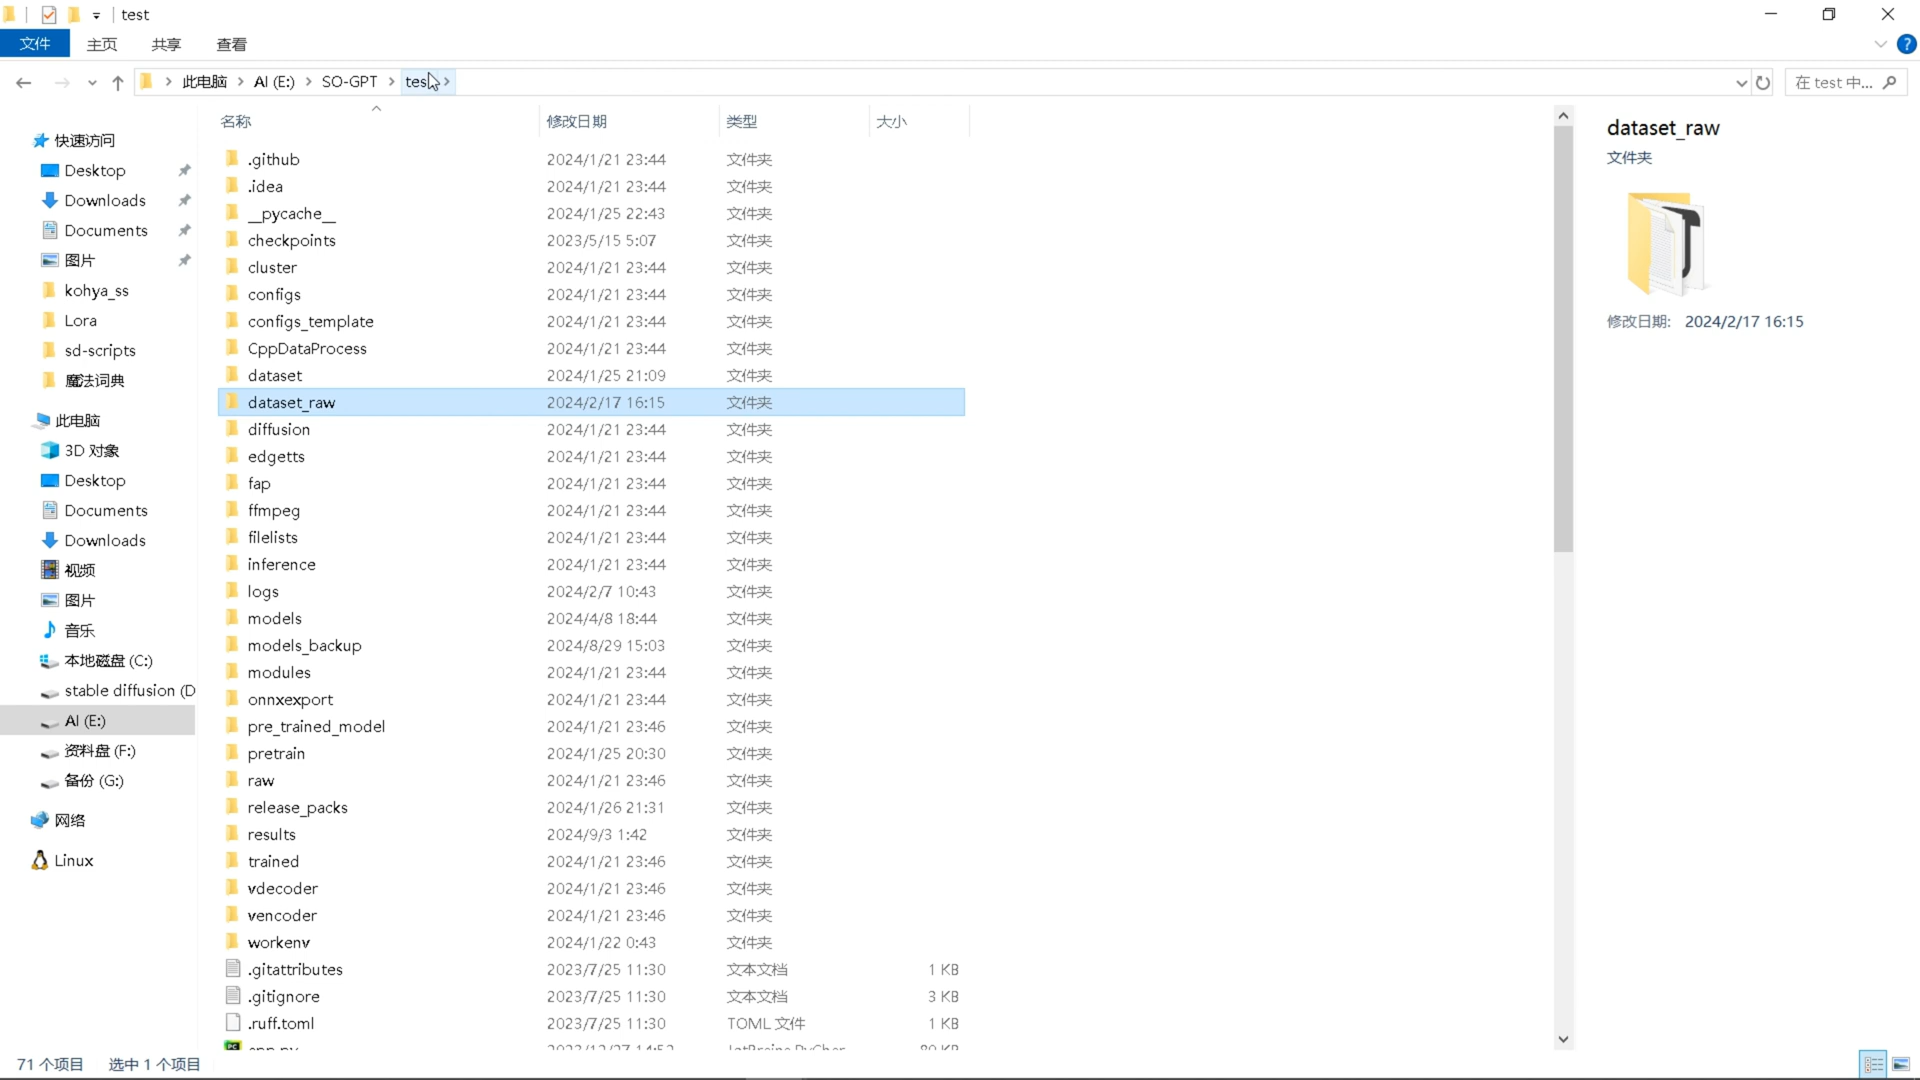 test
文件 主页 共享 查看
此电脑 AI (E:) SO-GPT tes
在 test 中...
名称 修改日期 类型 大小
快速访问
Desktop
Downloads
Documents
图片
kohya_ss
Lora
sd-scripts
魔法词典
此电脑
3D 对象
Desktop
Documents
Downloads
视频
图片
音乐
本地磁盘 (C:)
stable diffusion (D
AI (E:)
资料盘 (F:)
备份 (G:)
网络
Linux
.github 2024/1/21 23:44 文件夹
.idea 2024/1/21 23:44 文件夹
__pycache__ 2024/1/25 22:43 文件夹
checkpoints 2023/5/15 5:07 文件夹
cluster 2024/1/21 23:44 文件夹
configs 2024/1/21 23:44 文件夹
configs_template 2024/1/21 23:44 文件夹
CppDataProcess 2024/1/21 23:44 文件夹
dataset 2024/1/25 21:09 文件夹
dataset_raw 2024/2/17 16:15 文件夹
diffusion 2024/1/21 23:44 文件夹
edgetts 2024/1/21 23:44 文件夹
fap 2024/1/21 23:44 文件夹
ffmpeg 2024/1/21 23:44 文件夹
filelists 2024/1/21 23:44 文件夹
inference 2024/1/21 23:44 文件夹
logs 2024/2/7 10:43 文件夹
models 2024/4/8 18:44 文件夹
models_backup 2024/8/29 15:03 文件夹
modules 2024/1/21 23:44 文件夹
onnxexport 2024/1/21 23:44 文件夹
pre_trained_model 2024/1/21 23:46 文件夹
pretrain 2024/1/25 20:30 文件夹
raw 2024/1/21 23:46 文件夹
release_packs 2024/1/26 21:31 文件夹
results 2024/9/3 1:42 文件夹
trained 2024/1/21 23:46 文件夹
vdecoder 2024/1/21 23:46 文件夹
vencoder 2024/1/21 23:46 文件夹
workenv 2024/1/22 0:43 文件夹
.gitattributes 2023/7/25 11:30 文本文档 1 KB
.gitignore 2023/7/25 11:30 文本文档 3 KB
.ruff.toml 2023/7/25 11:30 TOML 文件 1 KB
dataset_raw
文件夹
修改日期: 2024/2/17 16:15
71 个项目 选中 1 个项目